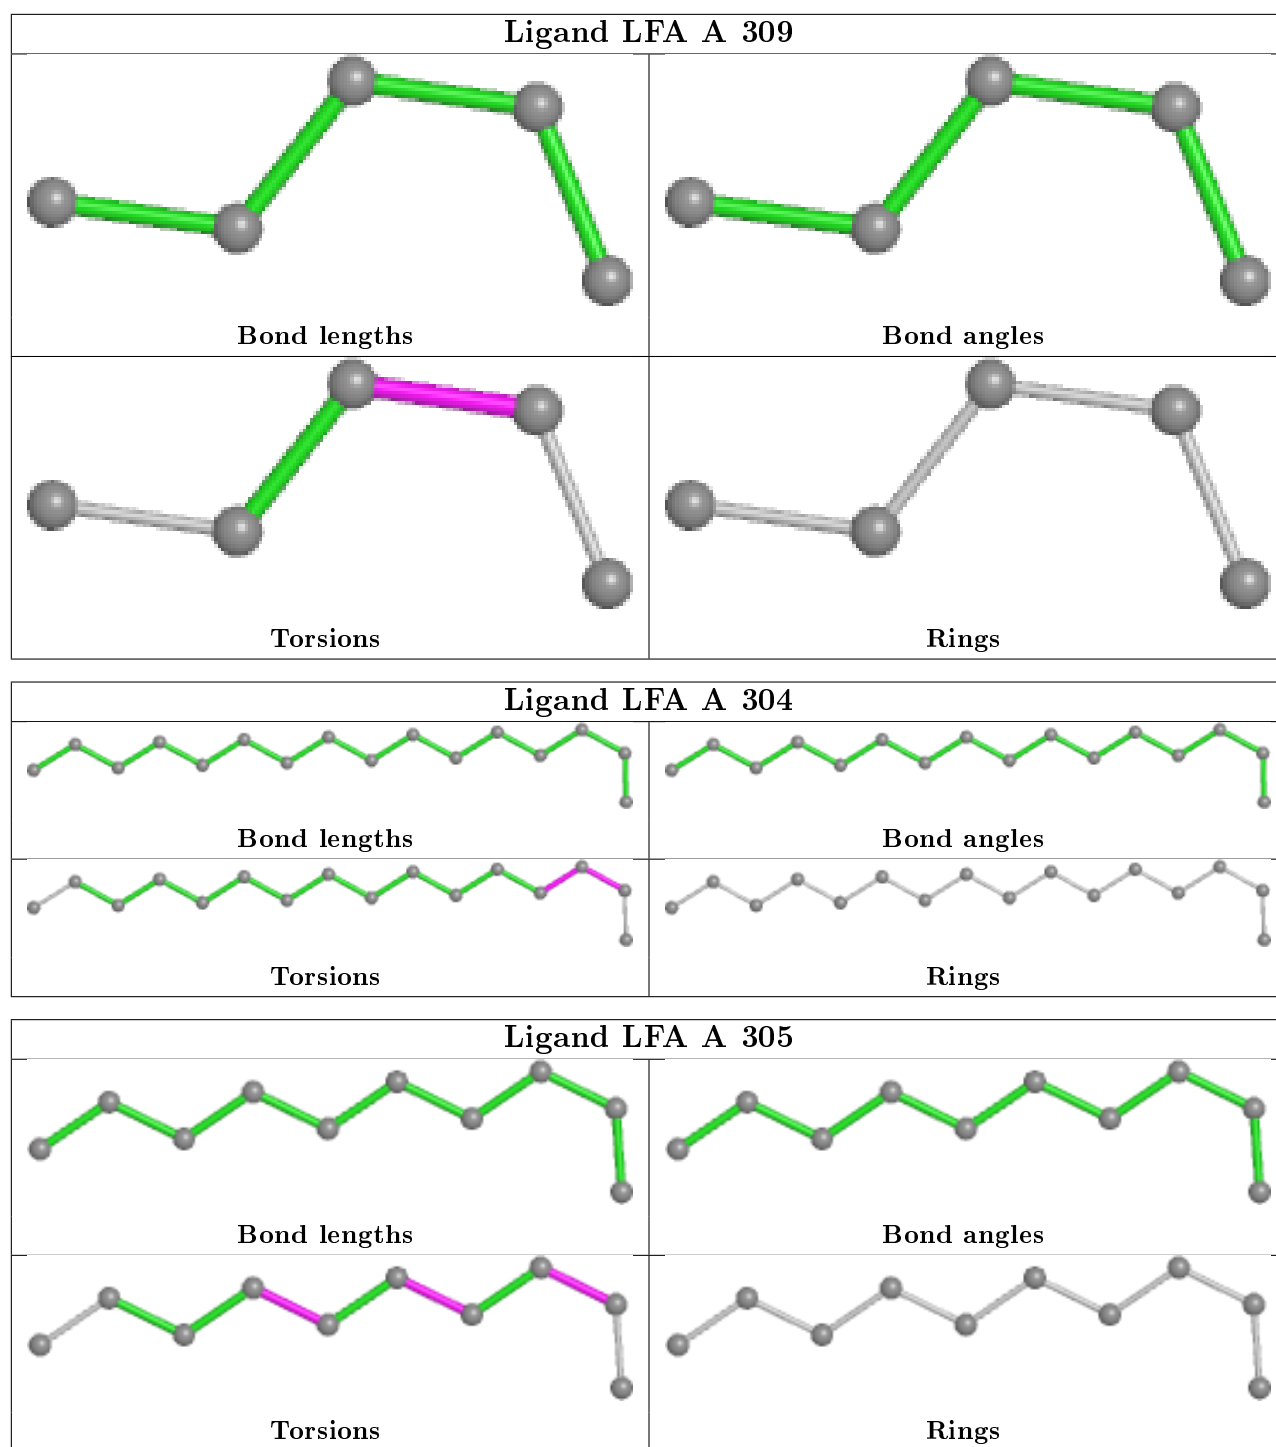 Ligand LFA A 309
Bond lengths
Bond angles
Torsions
Rings
Ligand LFA A 304
Bond lengths
Bond angles
Torsions
Rings
Ligand LFA A 305
Bond lengths
Bond angles
Torsions
Rings